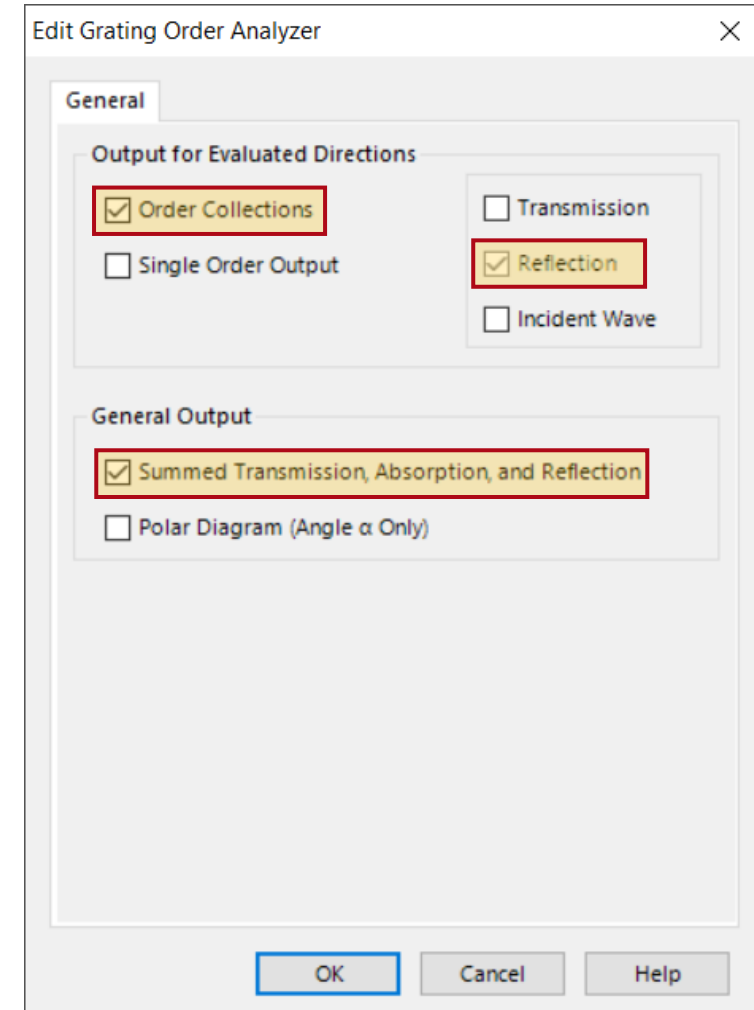 Edit Grating Order Analyzer
General
Output for Evaluated Directions
Order Collections
Single Order Output
Transmission
Reflection
Incident Wave
General Output
Summed Transmission, Absorption, and Reflection
Polar Diagram (Angle α Only)
OK Cancel Help